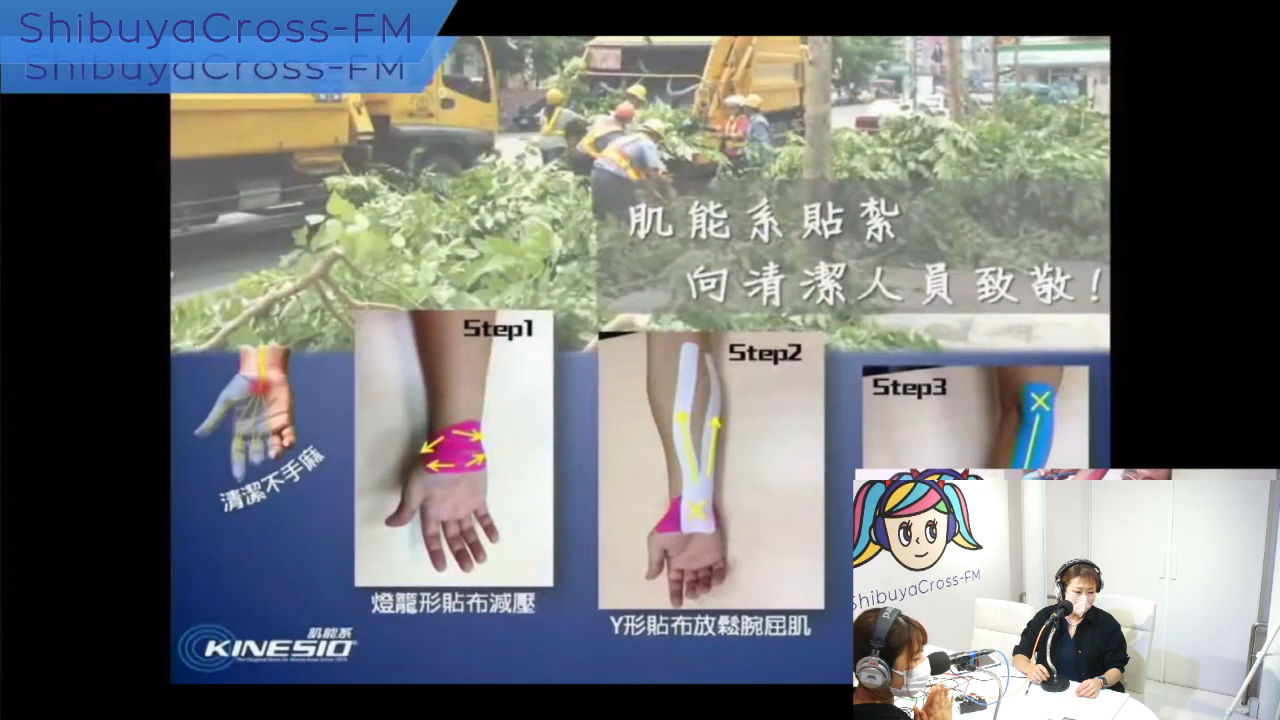 ShibuyaCross-FM
ShibuyaCross-FM
肌能系貼紮
向清潔人員致敬!
Step1
Step2
Step3
清潔不手麻
燈籠形貼布減壓
Y形貼布放鬆腕屈肌
肌能系
KINESIO
ShibuyaCross-FM